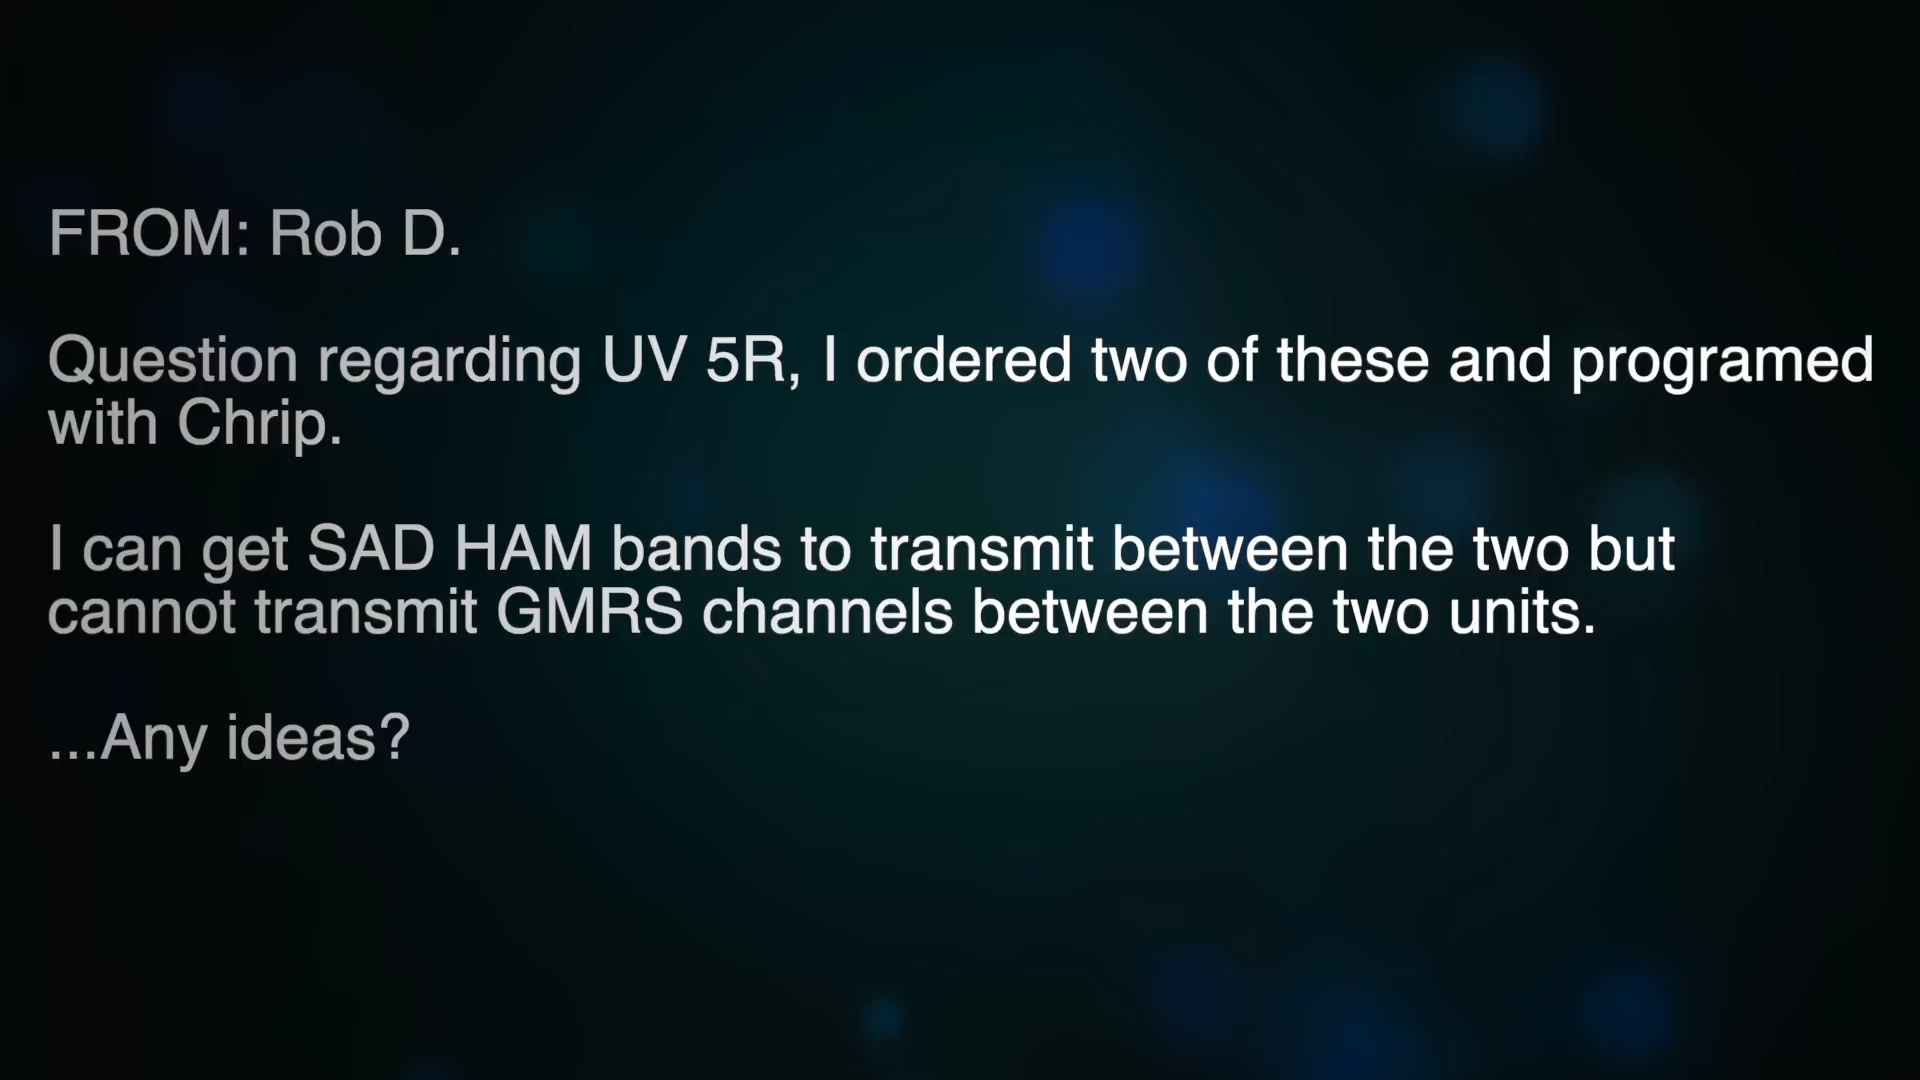 FROM: Rob D.
Question regarding UV 5R, I ordered two of these and programed
with Chrip.
I can get SAD HAM bands to transmit between the two but
cannot transmit GMRS channels between the two units.
...Any ideas?